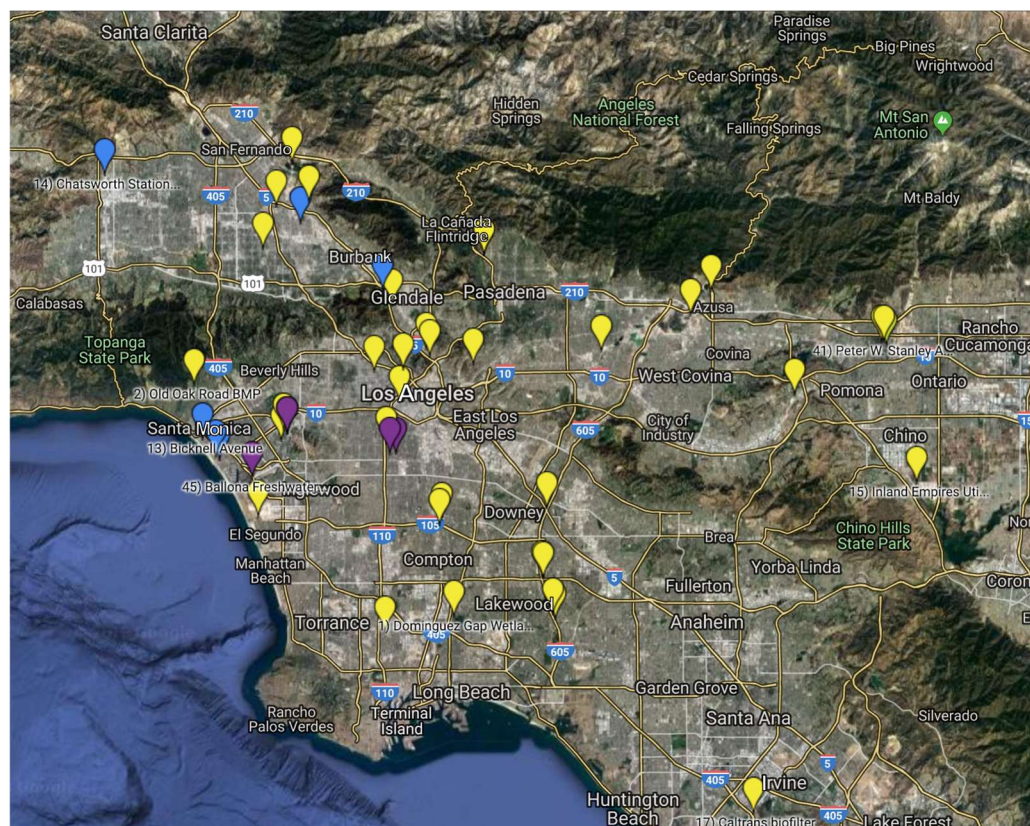 Santa Clarita
Paradise
Springs
Big Pines
Wrightwood
Cedar Springs
Hidden
Springs
Angeles
National Forest
210
Mt San
Antonio
Falling Springs
San Fernando
14) Chatsworth Station...
405
5
210
Mt Baldy
La Cañada
Flintridge
Burbank
101
101
Calabasas
Glendale
Pasadena
210
Azusa
Rancho
Cucamonga
Topanga
State Park
5
41) Peter W. Stanley A...
405
Beverly Hills
Covina
10
10
West Covina
Pomona
Ontario
2) Old Oak Road BMP
Los Angeles
10
East Los
Angeles
City of
Industry
605
Santa Monica
Chino
13) Bicknell Avenue
45) Ballona Freshwater...
15) Inland Empires Uti...
Downey
El Segundo
105
110
Brea
Chino Hills
State Park
Manhattan
Beach
Compton
5
Yorba Linda
Fullerton
Torrance
Lakewood
1) Dominguez Gap Wetla...
405
Anaheim
605
110
Long Beach
Garden Grove
Rancho
Palos Verdes
Terminal
Island
Santa Ana
Silverado
5
405
Irvine
Huntington
Beach
17) Caltrans biofilter
405
Lake Forest